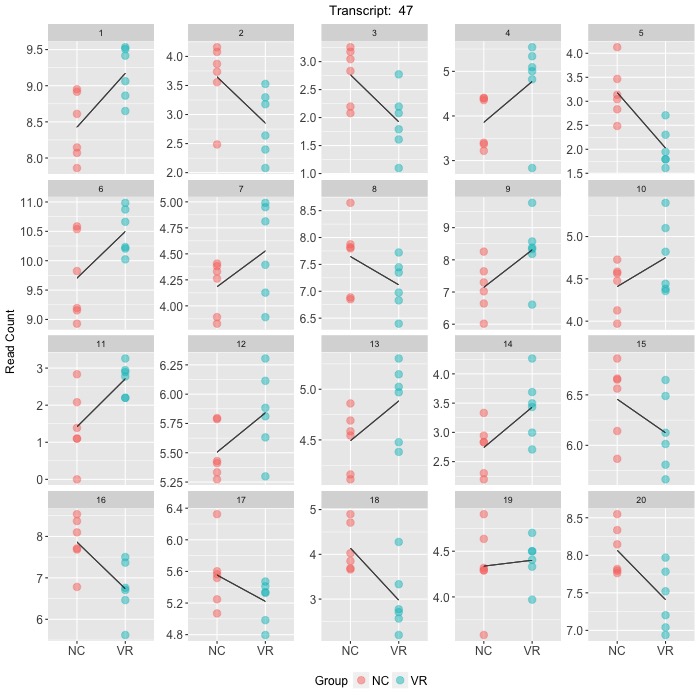 Transcript: 47
1 2 3 4 5
9.5 4.0 3.0 5 4.0
9.0 3.5 2.5 4 3.5
8.5 3.0 2.0 3 3.0
8.0 2.5 1.5 2.5
2.0 1.0 2.0
1.5
6 7 8 9 10
11.0 5.00 8.5 9 5.0
10.5 4.75 8.0 8 4.5
10.0 4.50 7.5 7 4.0
9.5 4.25 7.0 6
9.0 4.00 6.5
Read Count
11 12 13 14 15
3 6.25 5.0 4.0 6.5
2 6.00 4.5 3.5 6.0
1 5.75 3.0
0 5.50 2.5
5.25
16 17 18 19 20
8 6.4 5 4.5 8.5
7 6.0 4 4.0 8.0
6 5.6 3 7.5
5.2 7.0
4.8
NC VR NC VR NC VR NC VR NC VR
Group NC VR